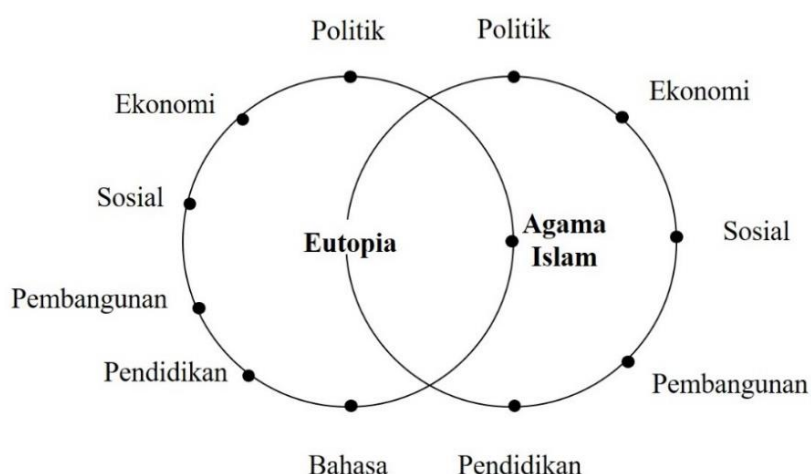 Politik
Politik
Ekonomi
Ekonomi
Sosial
Eutopia
Agama
Islam
Sosial
Pembangunan
Pendidikan
Pembangunan
Bahasa
Pendidikan